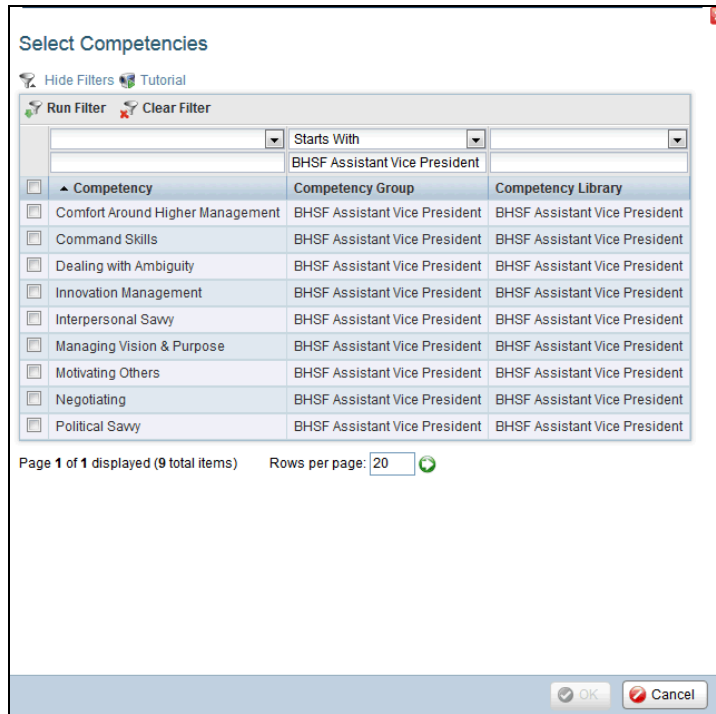 Select Competencies
Hide Filters Tutorial
Run Filter Clear Filter
Starts With
BHSF Assistant Vice President
Competency Competency Group Competency Library
Comfort Around Higher Management BHSF Assistant Vice President BHSF Assistant Vice President
Command Skills BHSF Assistant Vice President BHSF Assistant Vice President
Dealing with Ambiguity BHSF Assistant Vice President BHSF Assistant Vice President
Innovation Management BHSF Assistant Vice President BHSF Assistant Vice President
Interpersonal Savvy BHSF Assistant Vice President BHSF Assistant Vice President
Managing Vision & Purpose BHSF Assistant Vice President BHSF Assistant Vice President
Motivating Others BHSF Assistant Vice President BHSF Assistant Vice President
Negotiating BHSF Assistant Vice President BHSF Assistant Vice President
Political Savvy BHSF Assistant Vice President BHSF Assistant Vice President
Page 1 of 1 displayed (9 total items) Rows per page: 20
OK Cancel